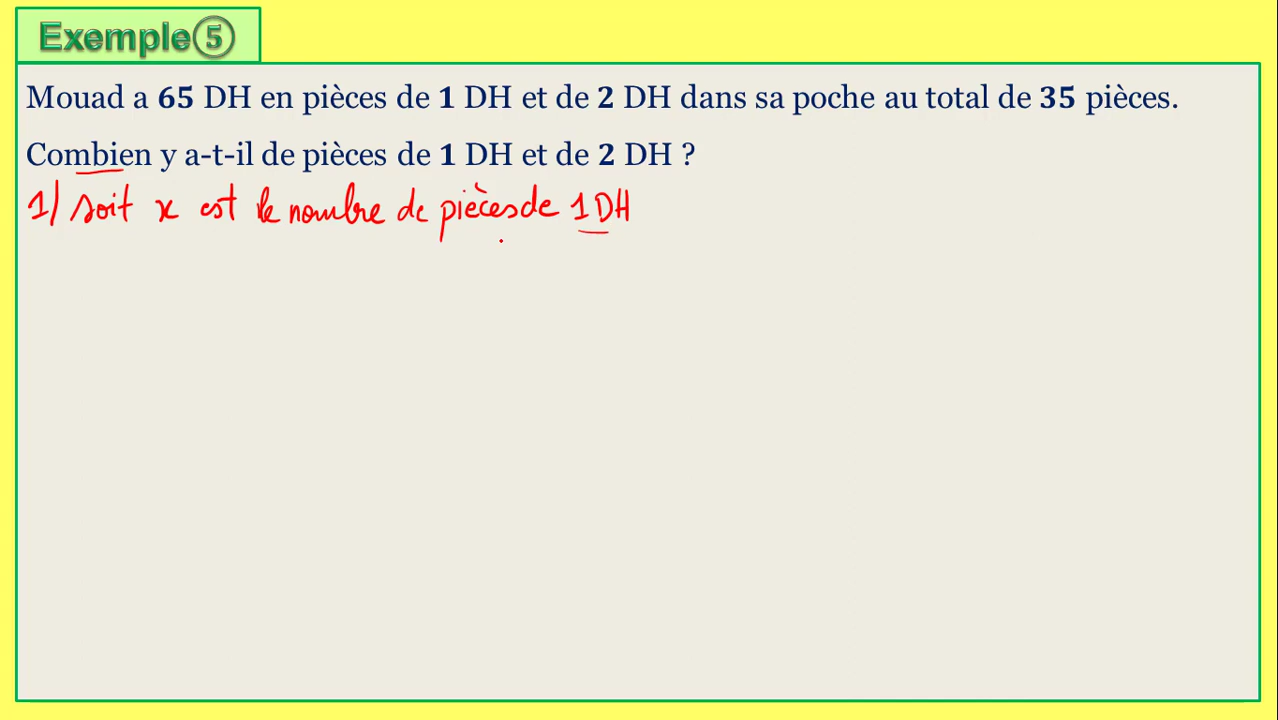 Exemple⑤
Mouad a 65 DH en pièces de 1 DH et de 2 DH dans sa poche au total de 35 pièces.
Combien y a-t-il de pièces de 1 DH et de 2 DH ?
1/ soit x est le nombre de pièces de 1 DH